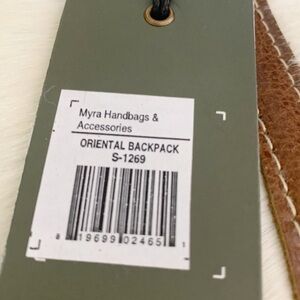 Myra Handbags &
Accessories
ORIENTAL BACKPACK
S-1269
8 19699 02465 1